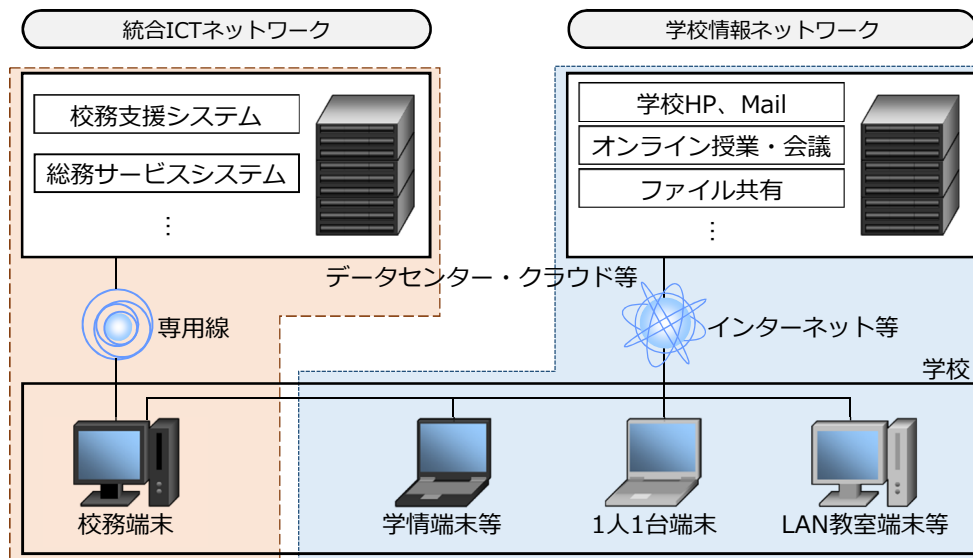 統合ICTネットワーク
学校情報ネットワーク
校務支援システム
総務サービスシステム
⋮
学校HP、Mail
オンライン授業・会議
ファイル共有
⋮
データセンター・クラウド等
専用線
インターネット等
学校
校務端末
学情端末等
1人1台端末
LAN教室端末等